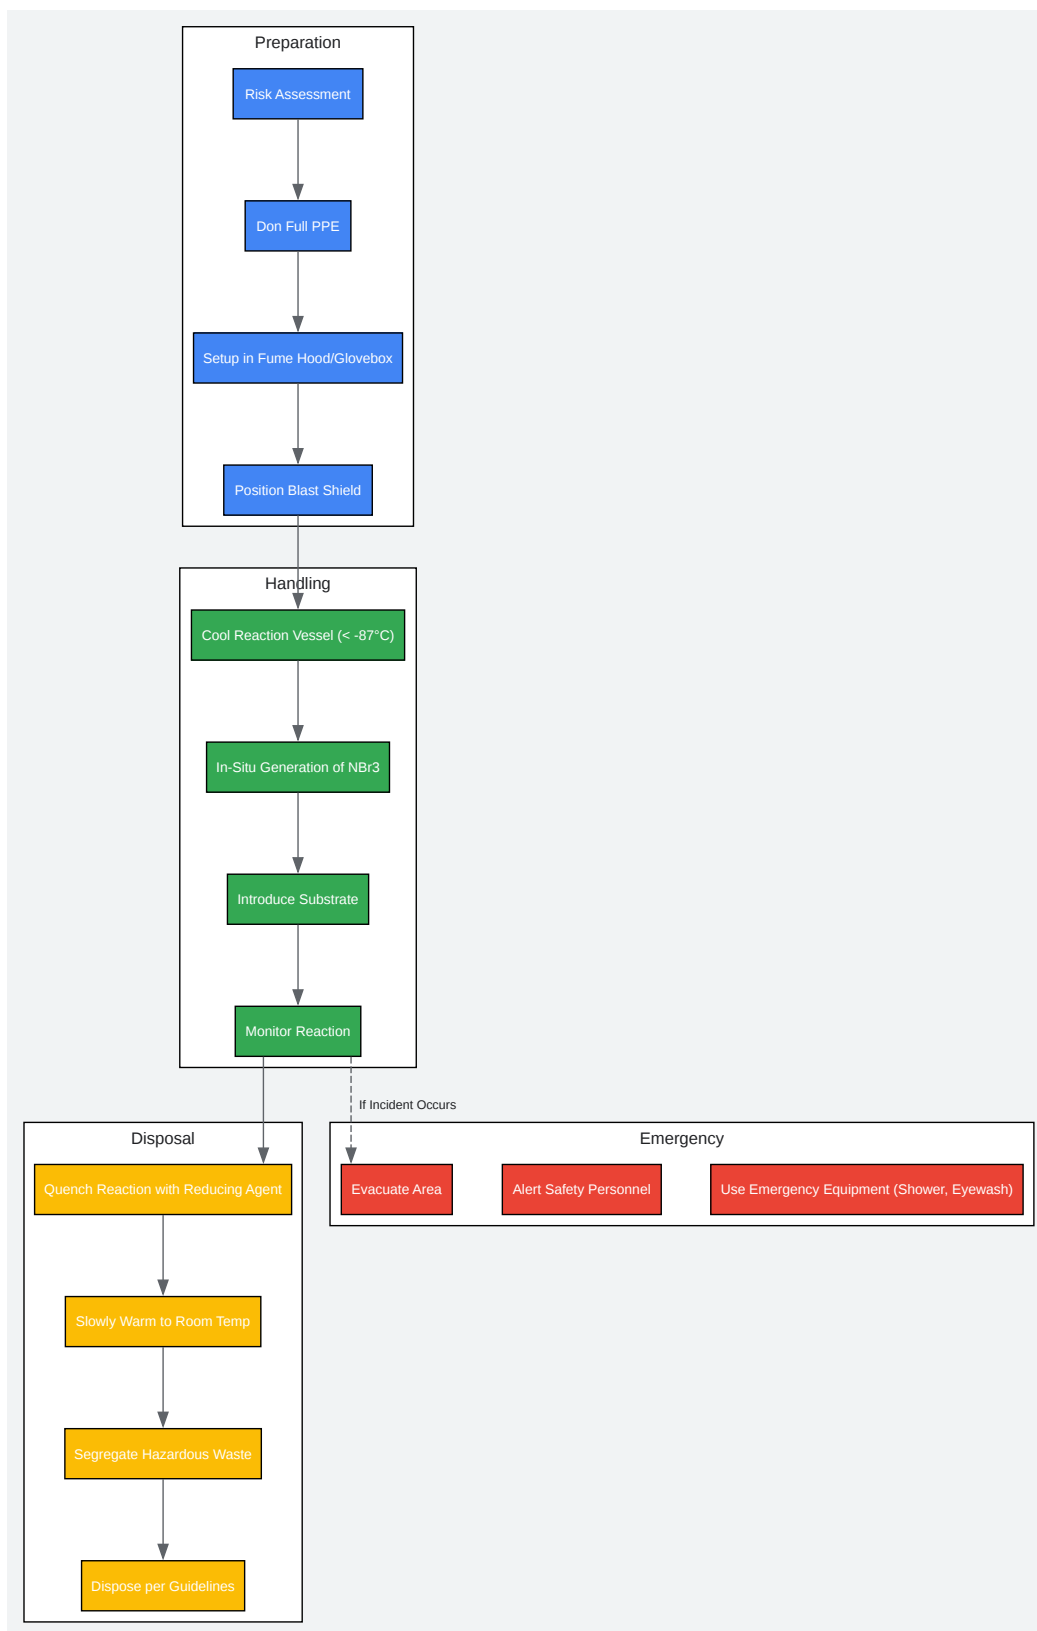 Preparation
Risk Assessment
Don Full PPE
Setup in Fume Hood/Glovebox
Position Blast Shield
Handling
Cool Reaction Vessel (< -87°C)
In-Situ Generation of NBr3
Introduce Substrate
Monitor Reaction
If Incident Occurs
Disposal
Quench Reaction with Reducing Agent
Slowly Warm to Room Temp
Segregate Hazardous Waste
Dispose per Guidelines
Emergency
Evacuate Area
Alert Safety Personnel
Use Emergency Equipment (Shower, Eyewash)